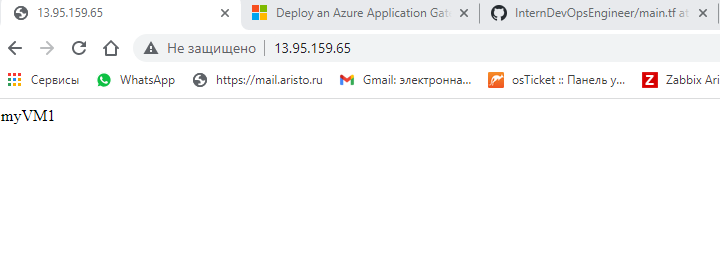 13.95.159.65 Deploy an Azure Application Gat InternDevOpsEngineer/main.tf at
Не защищено 13.95.159.65
Сервисы WhatsApp https://mail.aristo.ru Gmail: электронна... osTicket :: Панель у... Z Zabbix Ari
myVM1